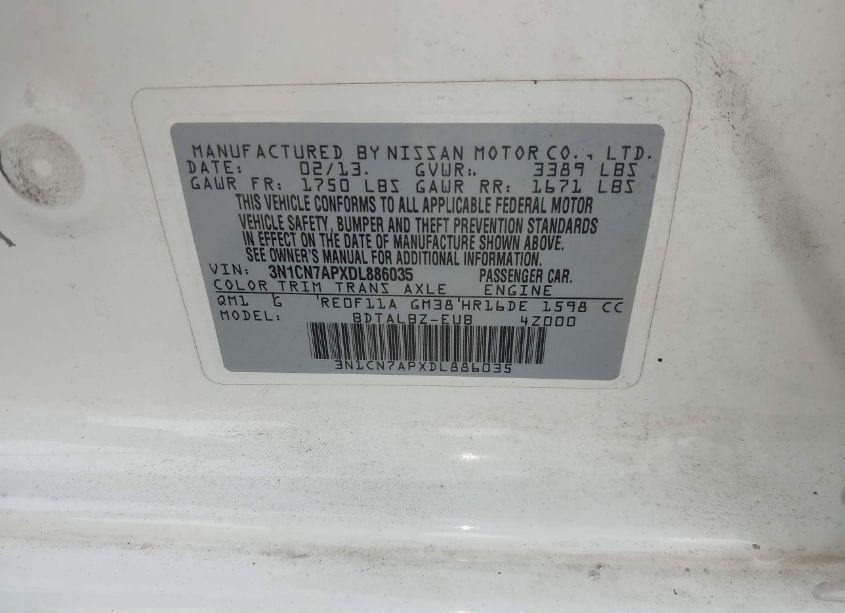 MANUFACTURED BY NISSAN MOTOR CO., LTD.
DATE: 02/13. GVWR:. 3389 LBS
GAWR FR: 1750 LBS GAWR RR: 1671 LBS
THIS VEHICLE CONFORMS TO ALL APPLICABLE FEDERAL MOTOR
VEHICLE SAFETY, BUMPER AND THEFT PREVENTION STANDARDS
IN EFFECT ON THE DATE OF MANUFACTURE SHOWN ABOVE.
SEE OWNER'S MANUAL FOR ADDITIONAL INFORMATION.
VIN: 3N1CN7APXDL886035 PASSENGER CAR.
COLOR TRIM TRANS AXLE ENGINE
QM1 G RE0F11A GM38 HR16DE 1598 CC
MODEL: BDTALBZ-EUB 4Z000
3N1CN7APXDL886035